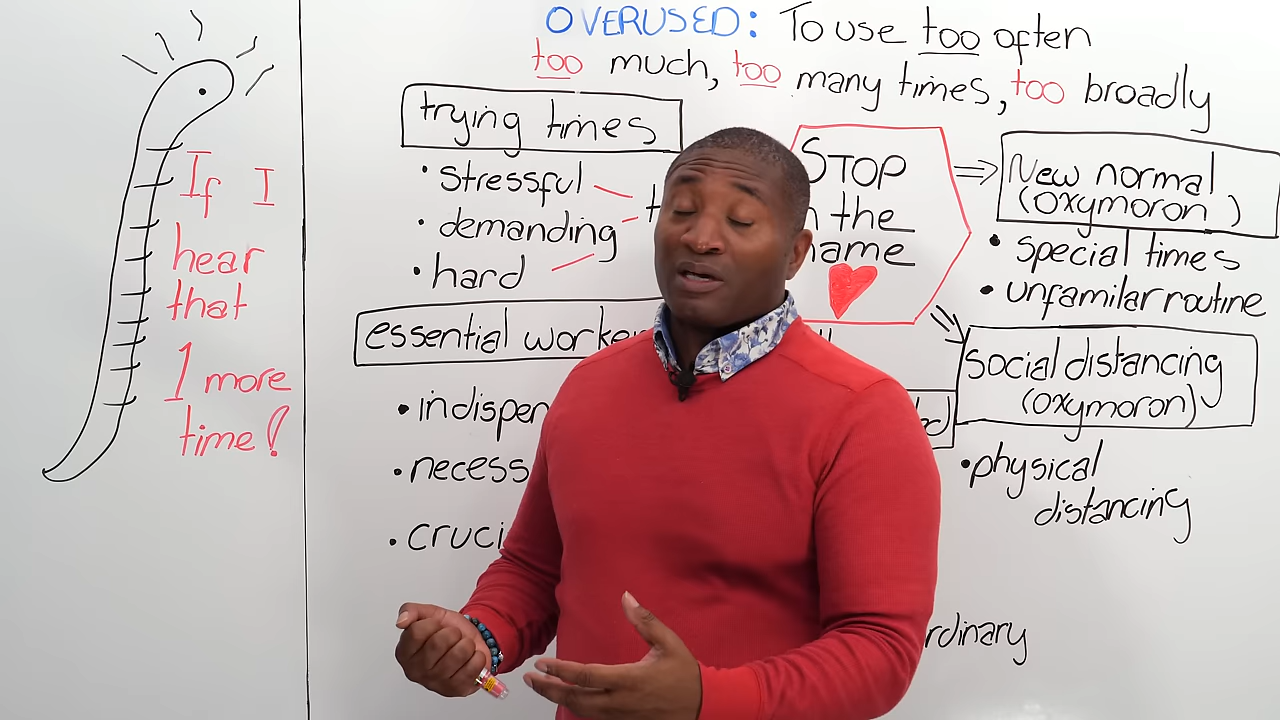 OVERUSED: To use too often
too much, too many times, too broadly
If I
hear
that
1 more
time!
trying times
• stressful
• demanding
• hard
essential worker
• indispen
• necess
• cruci
STOP
the
name
New normal
(oxymoron)
• special times
• unfamilar routine
social distancing
(oxymoron)
• physical
distancing
rdinary